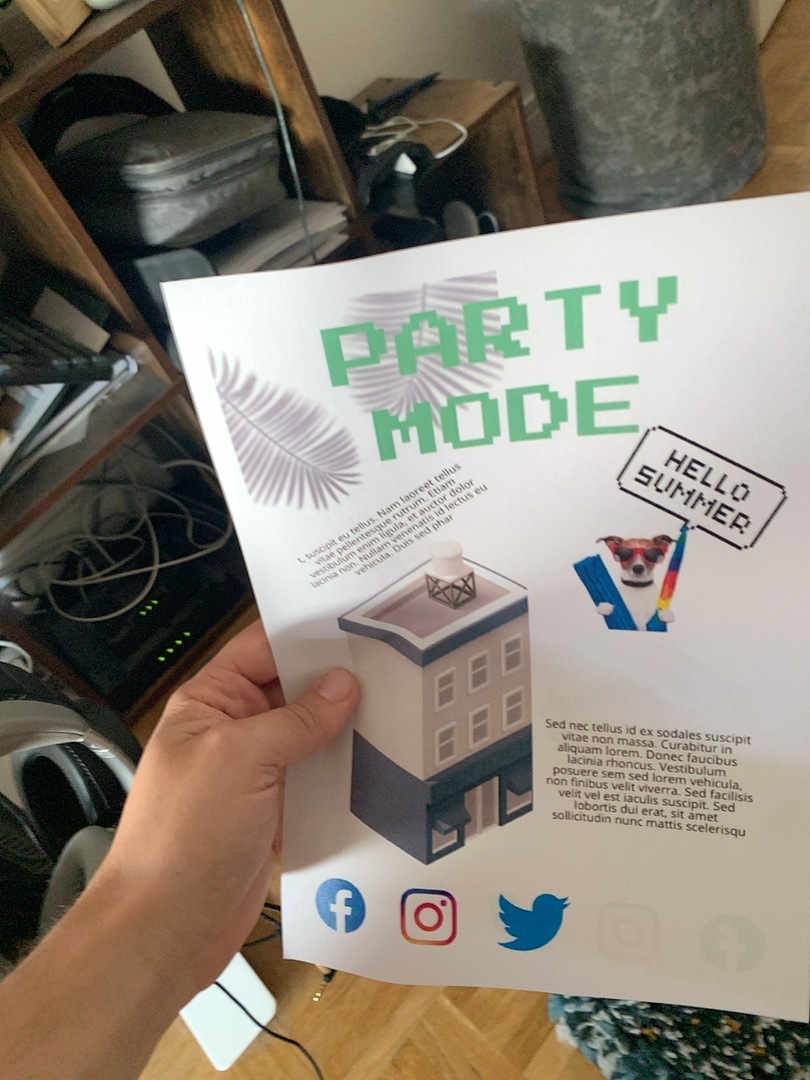 PARTY
MODE
HELLO
SUMMER
t, suscipit eu tellus. Nam laoreet tellus
vitae pellentesque rutrum. Etiam
vestibulum enim ligula, et auctor dolor
lacinia non. Nullam venenatis id lectus eu
vehicula. Duis sed phar
Sed nec tellus id ex sodales suscipit
vitae non massa. Curabitur in
aliquam lorem. Donec faucibus
lacinia rhoncus. Vestibulum
posuere sem sed lorem vehicula,
non finibus velit viverra. Sed facilisis
velit vel est iaculis suscipit. Sed
lobortis dui erat, sit amet
sollicitudin nunc mattis scelerisqu